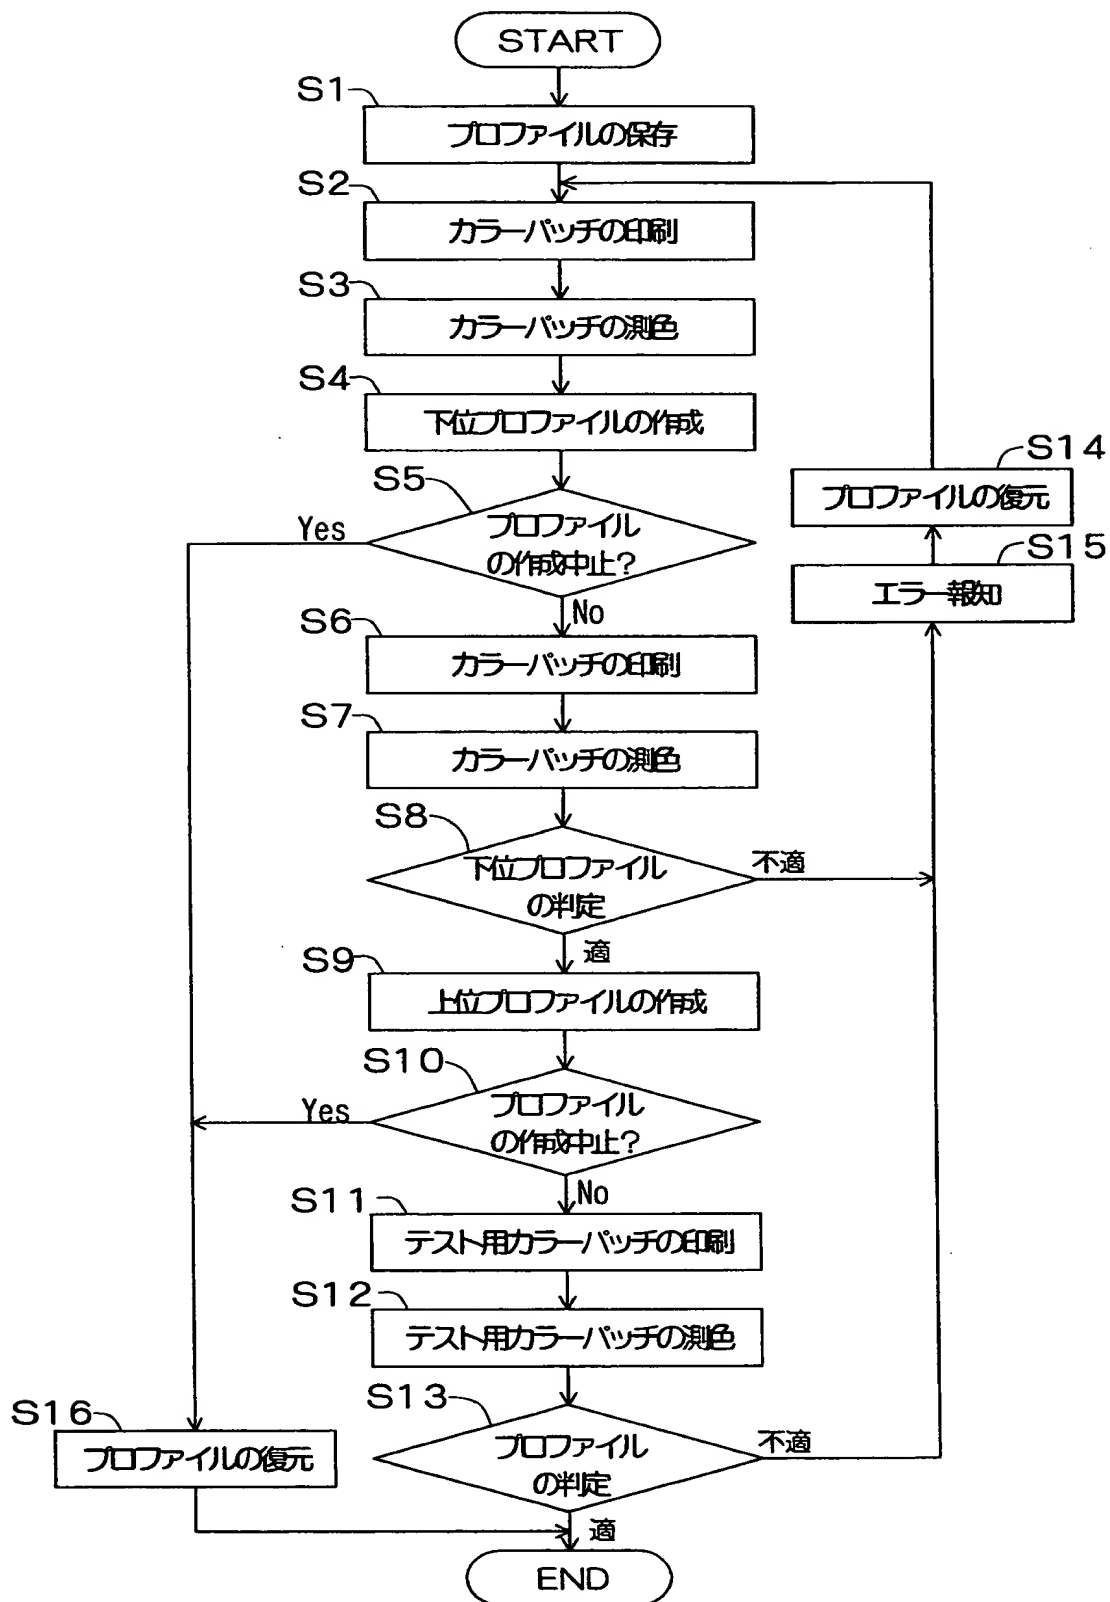 START
S1
プロファイルの保存
S2
カラーパッチの印刷
S3
カラーパッチの測色
S4
下位プロファイルの作成
S5
プロファイル
の作成中止?
Yes
No
S14
プロファイルの復元
S15
エラー報知
S6
カラーパッチの印刷
S7
カラーパッチの測色
S8
下位プロファイル
の判定
不適
適
S9
上位プロファイルの作成
S10
プロファイル
の作成中止?
Yes
No
S11
テスト用カラーパッチの印刷
S12
テスト用カラーパッチの測色
S13
プロファイル
の判定
不適
適
S16
プロファイルの復元
END